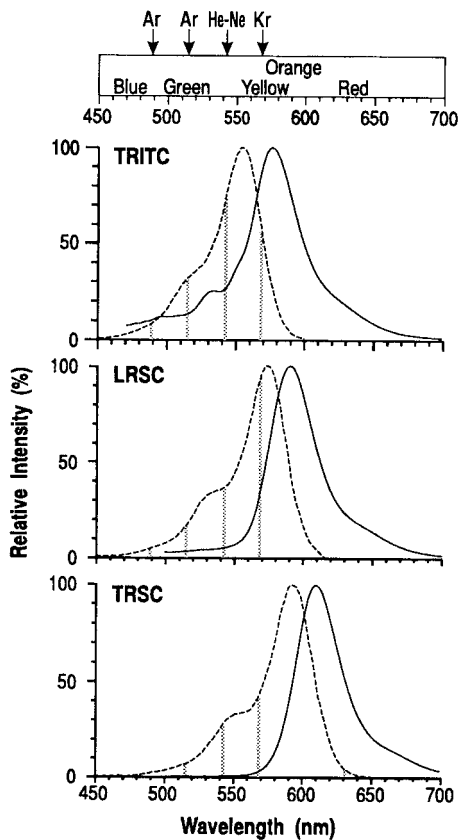 Ar Ar He-Ne Kr
Orange
Blue Green Yellow Red
450 500 550 600 650 700
TRITC
100
50
0
LRSC
100
50
0
Relative Intensity (%)
TRSC
100
50
0
450 500 550 600 650 700
Wavelength (nm)